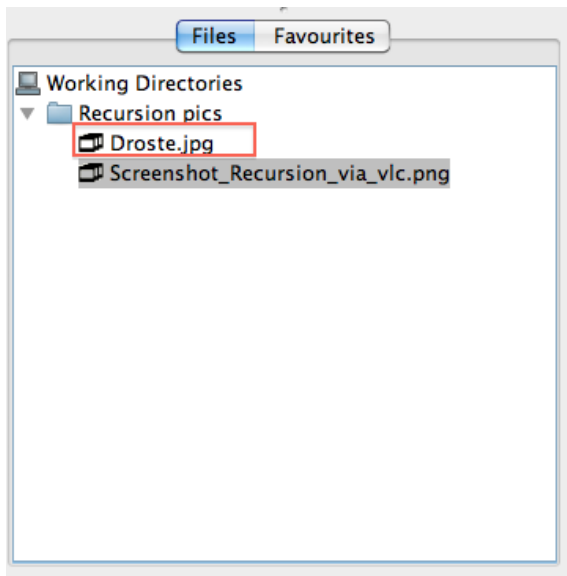 Files Favourites
Working Directories
Recursion pics
Droste.jpg
Screenshot_Recursion_via_vlc.png